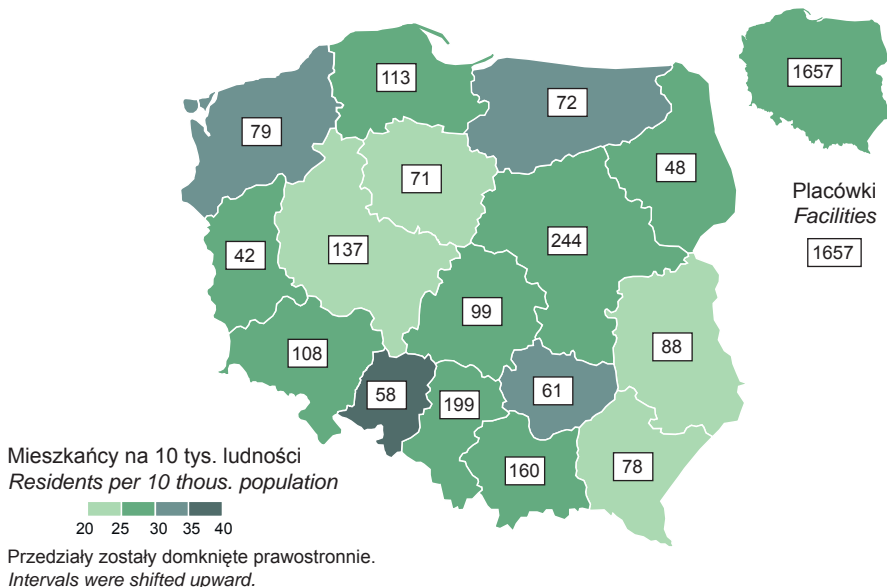 113
1657
72
79
48
71
Placówki
Facilities
244
42
137
1657
99
108
88
58
199
61
Mieszkańcy na 10 tys. ludności
160
78
Residents per 10 thous. population
20 25 30 35 40
Przedziały zostały domknięte prawostronnie.
Intervals were shifted upward.